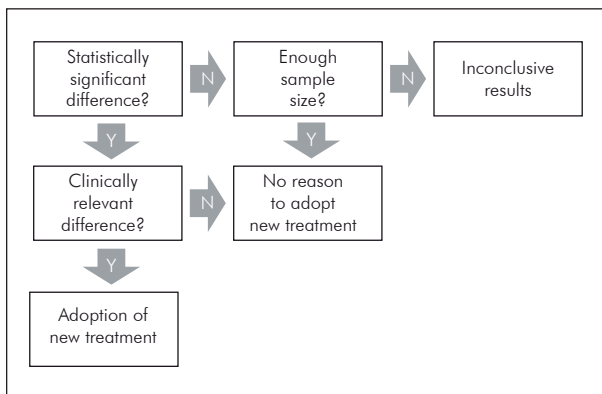 Statistically
significant
difference?
N
Enough
sample
size?
N
Inconclusive
results
Y
Y
Clinically
relevant
difference?
N
No reason
to adopt
new treatment
Y
Adoption of
new treatment